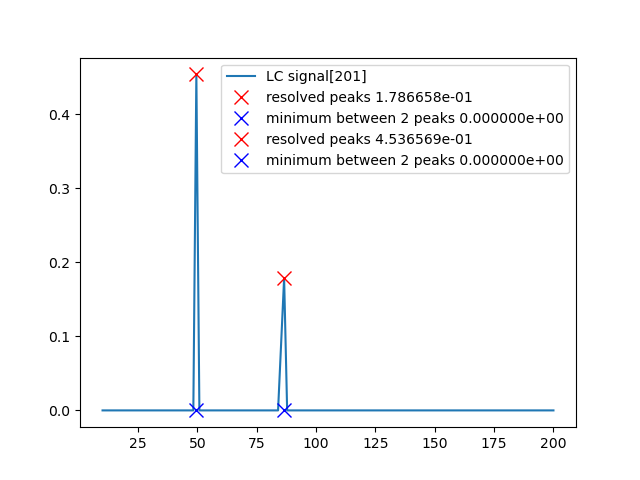 LC signal[201]
resolved peaks 1.786658e-01
minimum between 2 peaks 0.000000e+00
resolved peaks 4.536569e-01
minimum between 2 peaks 0.000000e+00
0.4
0.3
0.2
0.1
0.0
25 50 75 100 125 150 175 200